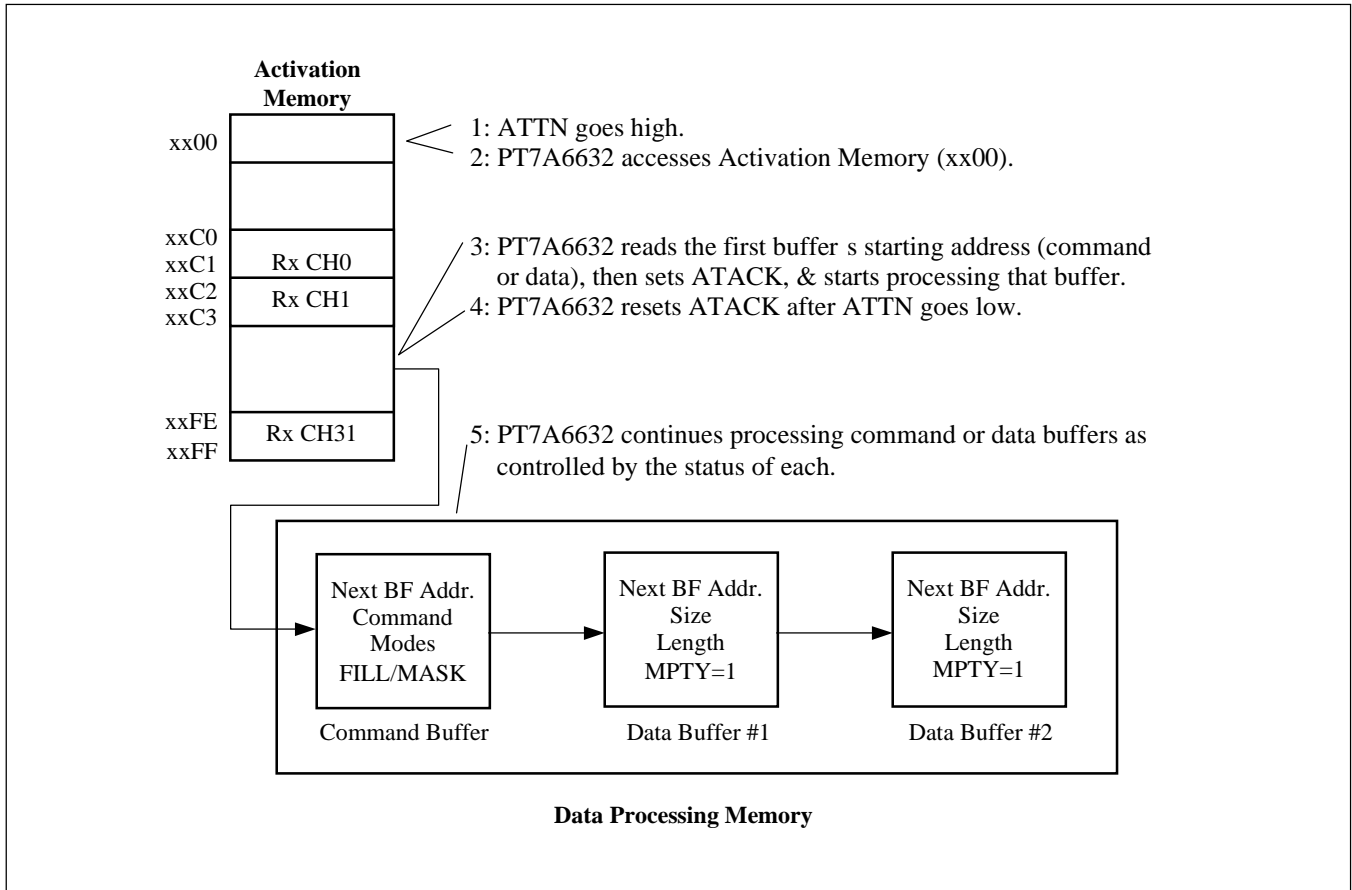 Activation
Memory
xx00
1: ATTN goes high.
2: PT7A6632 accesses Activation Memory (xx00).
xxC0
xxC1
Rx CH0
xxC2
Rx CH1
xxC3
3: PT7A6632 reads the first buffer s starting address (command
or data), then sets ATACK, & starts processing that buffer.
4: PT7A6632 resets ATACK after ATTN goes low.
xxFE
Rx CH31
xxFF
5: PT7A6632 continues processing command or data buffers as
controlled by the status of each.
Next BF Addr.
Command
Modes
FILL/MASK
Command Buffer
Next BF Addr.
Size
Length
MPTY=1
Data Buffer #1
Next BF Addr.
Size
Length
MPTY=1
Data Buffer #2
Data Processing Memory